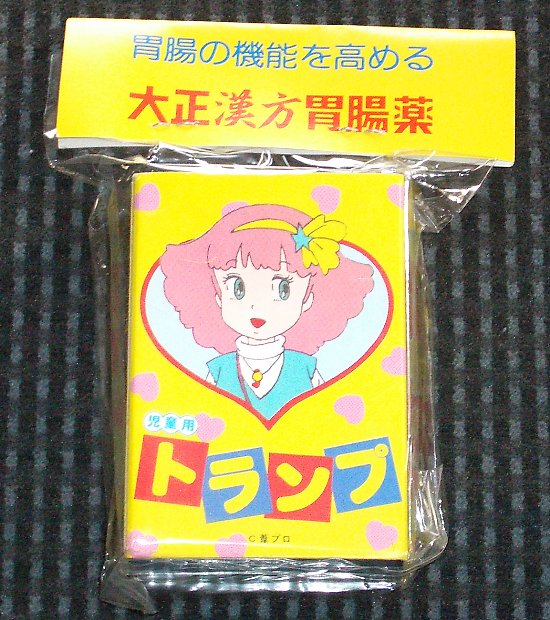 胃腸の機能を高める
大正漢方胃腸薬
児童用
トランプ
C葦プロ